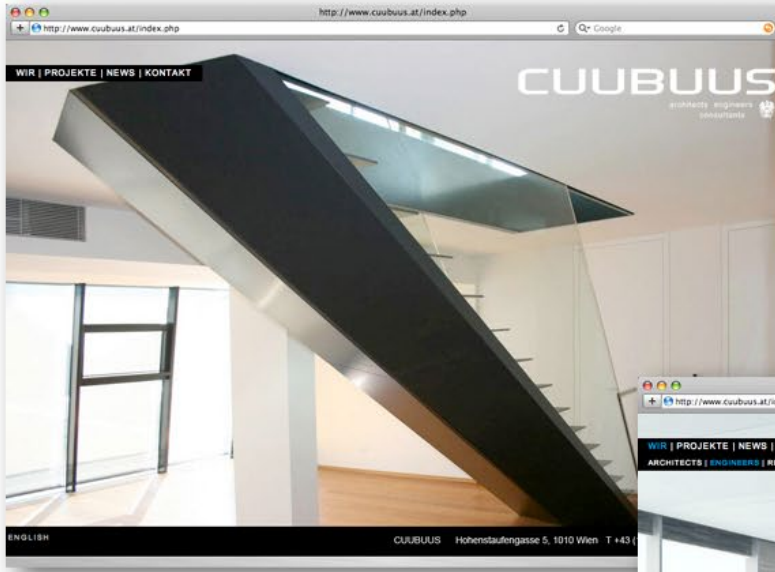 http://www.cuubuus.at/index.php
http://www.cuubuus.at/index.php
Google
WIR | PROJEKTE | NEWS | KONTAKT
CUUBUUS
architects engineers
consultants
ENGLISH
CUUBUUS Hohenstaufengasse 5, 1010 Wien T +43 (
http://www.cuubuus.at/i
WIR | PROJEKTE | NEWS |
ARCHITECTS | ENGINEERS | R